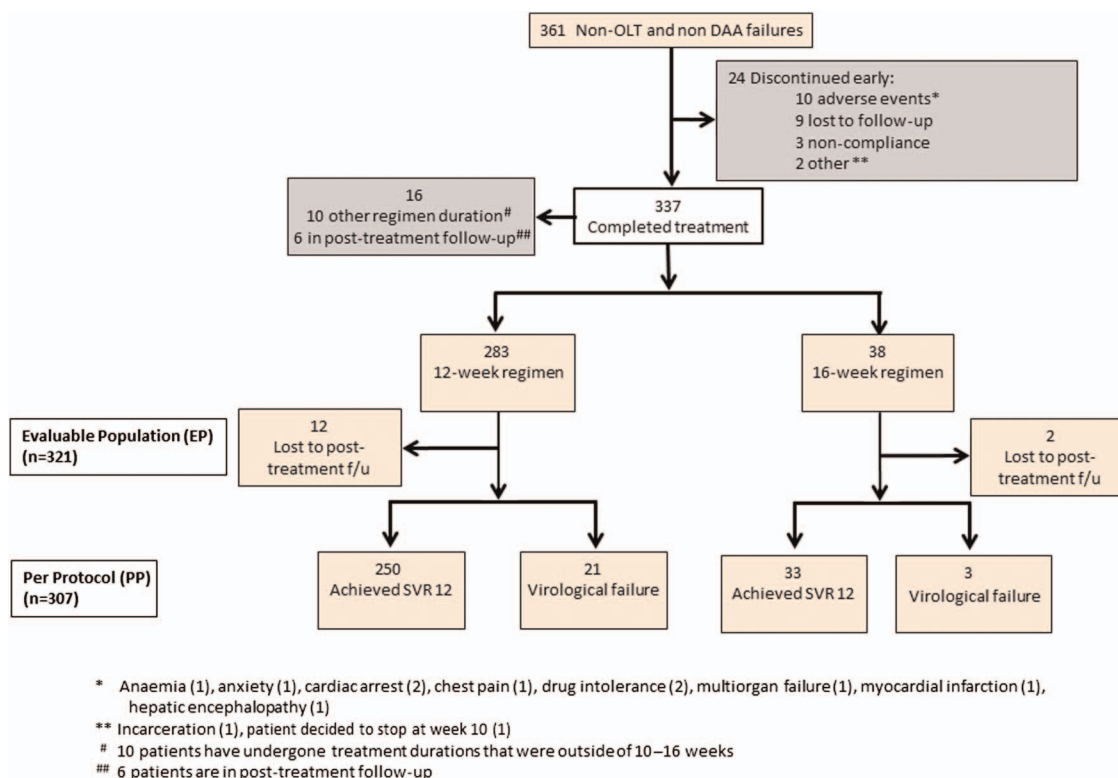 361 Non-OLT and non DAA failures
24 Discontinued early:
10 adverse events*
9 lost to follow-up
3 non-compliance
2 other**
16
10 other regimen duration#
6 in post-treatment follow-up##
337
Completed treatment
283
12-week regimen
38
16-week regimen
Evaluable Population (EP)
(n=321)
12
Lost to post-
treatment f/u
2
Lost to post-
treatment f/u
Per Protocol (PP)
(n=307)
250
Achieved SVR 12
21
Virological failure
33
Achieved SVR 12
3
Virological failure
* Anaemia (1), anxiety (1), cardiac arrest (2), chest pain (1), drug intolerance (2), multiorgan failure (1), myocardial infarction (1),
hepatic encephalopathy (1)
** Incarceration (1), patient decided to stop at week 10 (1)
# 10 patients have undergone treatment durations that were outside of 10–16 weeks
## 6 patients are in post-treatment follow-up